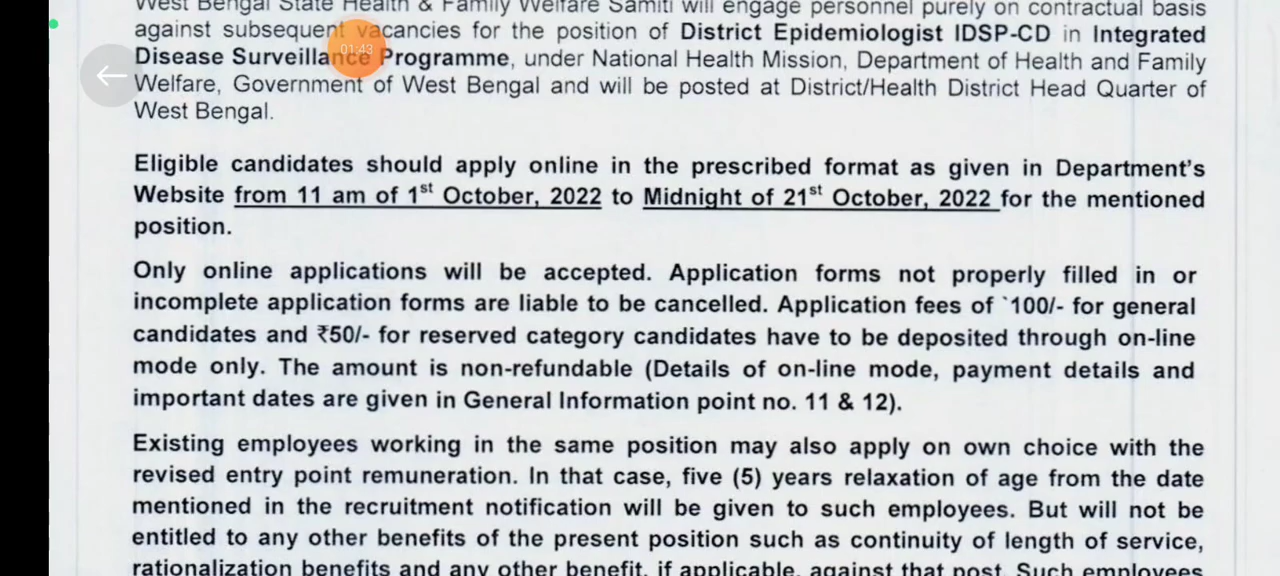 West Bengal State Health & Family Welfare Samiti will engage personnel purely on contractual basis
against subsequent vacancies for the position of District Epidemiologist IDSP-CD in Integrated
01:43
Disease Surveillance Programme, under National Health Mission, Department of Health and Family
Welfare, Government of West Bengal and will be posted at District/Health District Head Quarter of
West Bengal.
Eligible candidates should apply online in the prescribed format as given in Department's
Website from 11 am of 1st October, 2022 to Midnight of 21st October, 2022 for the mentioned
position.
Only online applications will be accepted. Application forms not properly filled in or
incomplete application forms are liable to be cancelled. Application fees of `100/- for general
candidates and ₹50/- for reserved category candidates have to be deposited through on-line
mode only. The amount is non-refundable (Details of on-line mode, payment details and
important dates are given in General Information point no. 11 & 12).
Existing employees working in the same position may also apply on own choice with the
revised entry point remuneration. In that case, five (5) years relaxation of age from the date
mentioned in the recruitment notification will be given to such employees. But will not be
entitled to any other benefits of the present position such as continuity of length of service,
rationalization benefits and any other benefit, if applicable, against that post. Such employees